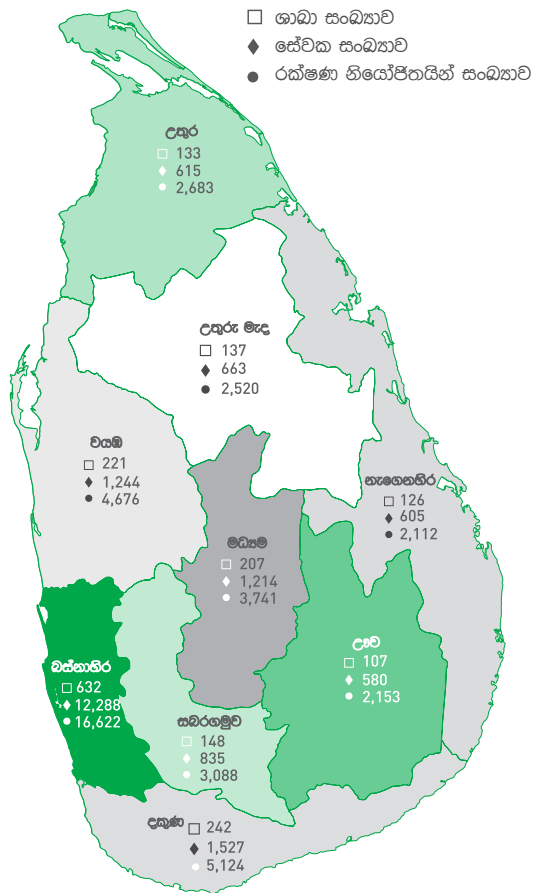 ශාඛා සංඛ්‍යාව
සේවක සංඛ්‍යාව
රක්ෂණ නියෝජිතයින් සංඛ්‍යාව
උතුර
133
615
2,683
උතුරු මැද
137
663
2,520
වයඹ
221
1,244
4,676
නැගෙනහිර
126
605
2,112
මධ්‍යම
207
1,214
3,741
ඌව
107
580
2,153
බස්නාහිර
632
12,288
16,622
සබරගමුව
148
835
3,088
දකුණ
242
1,527
5,124